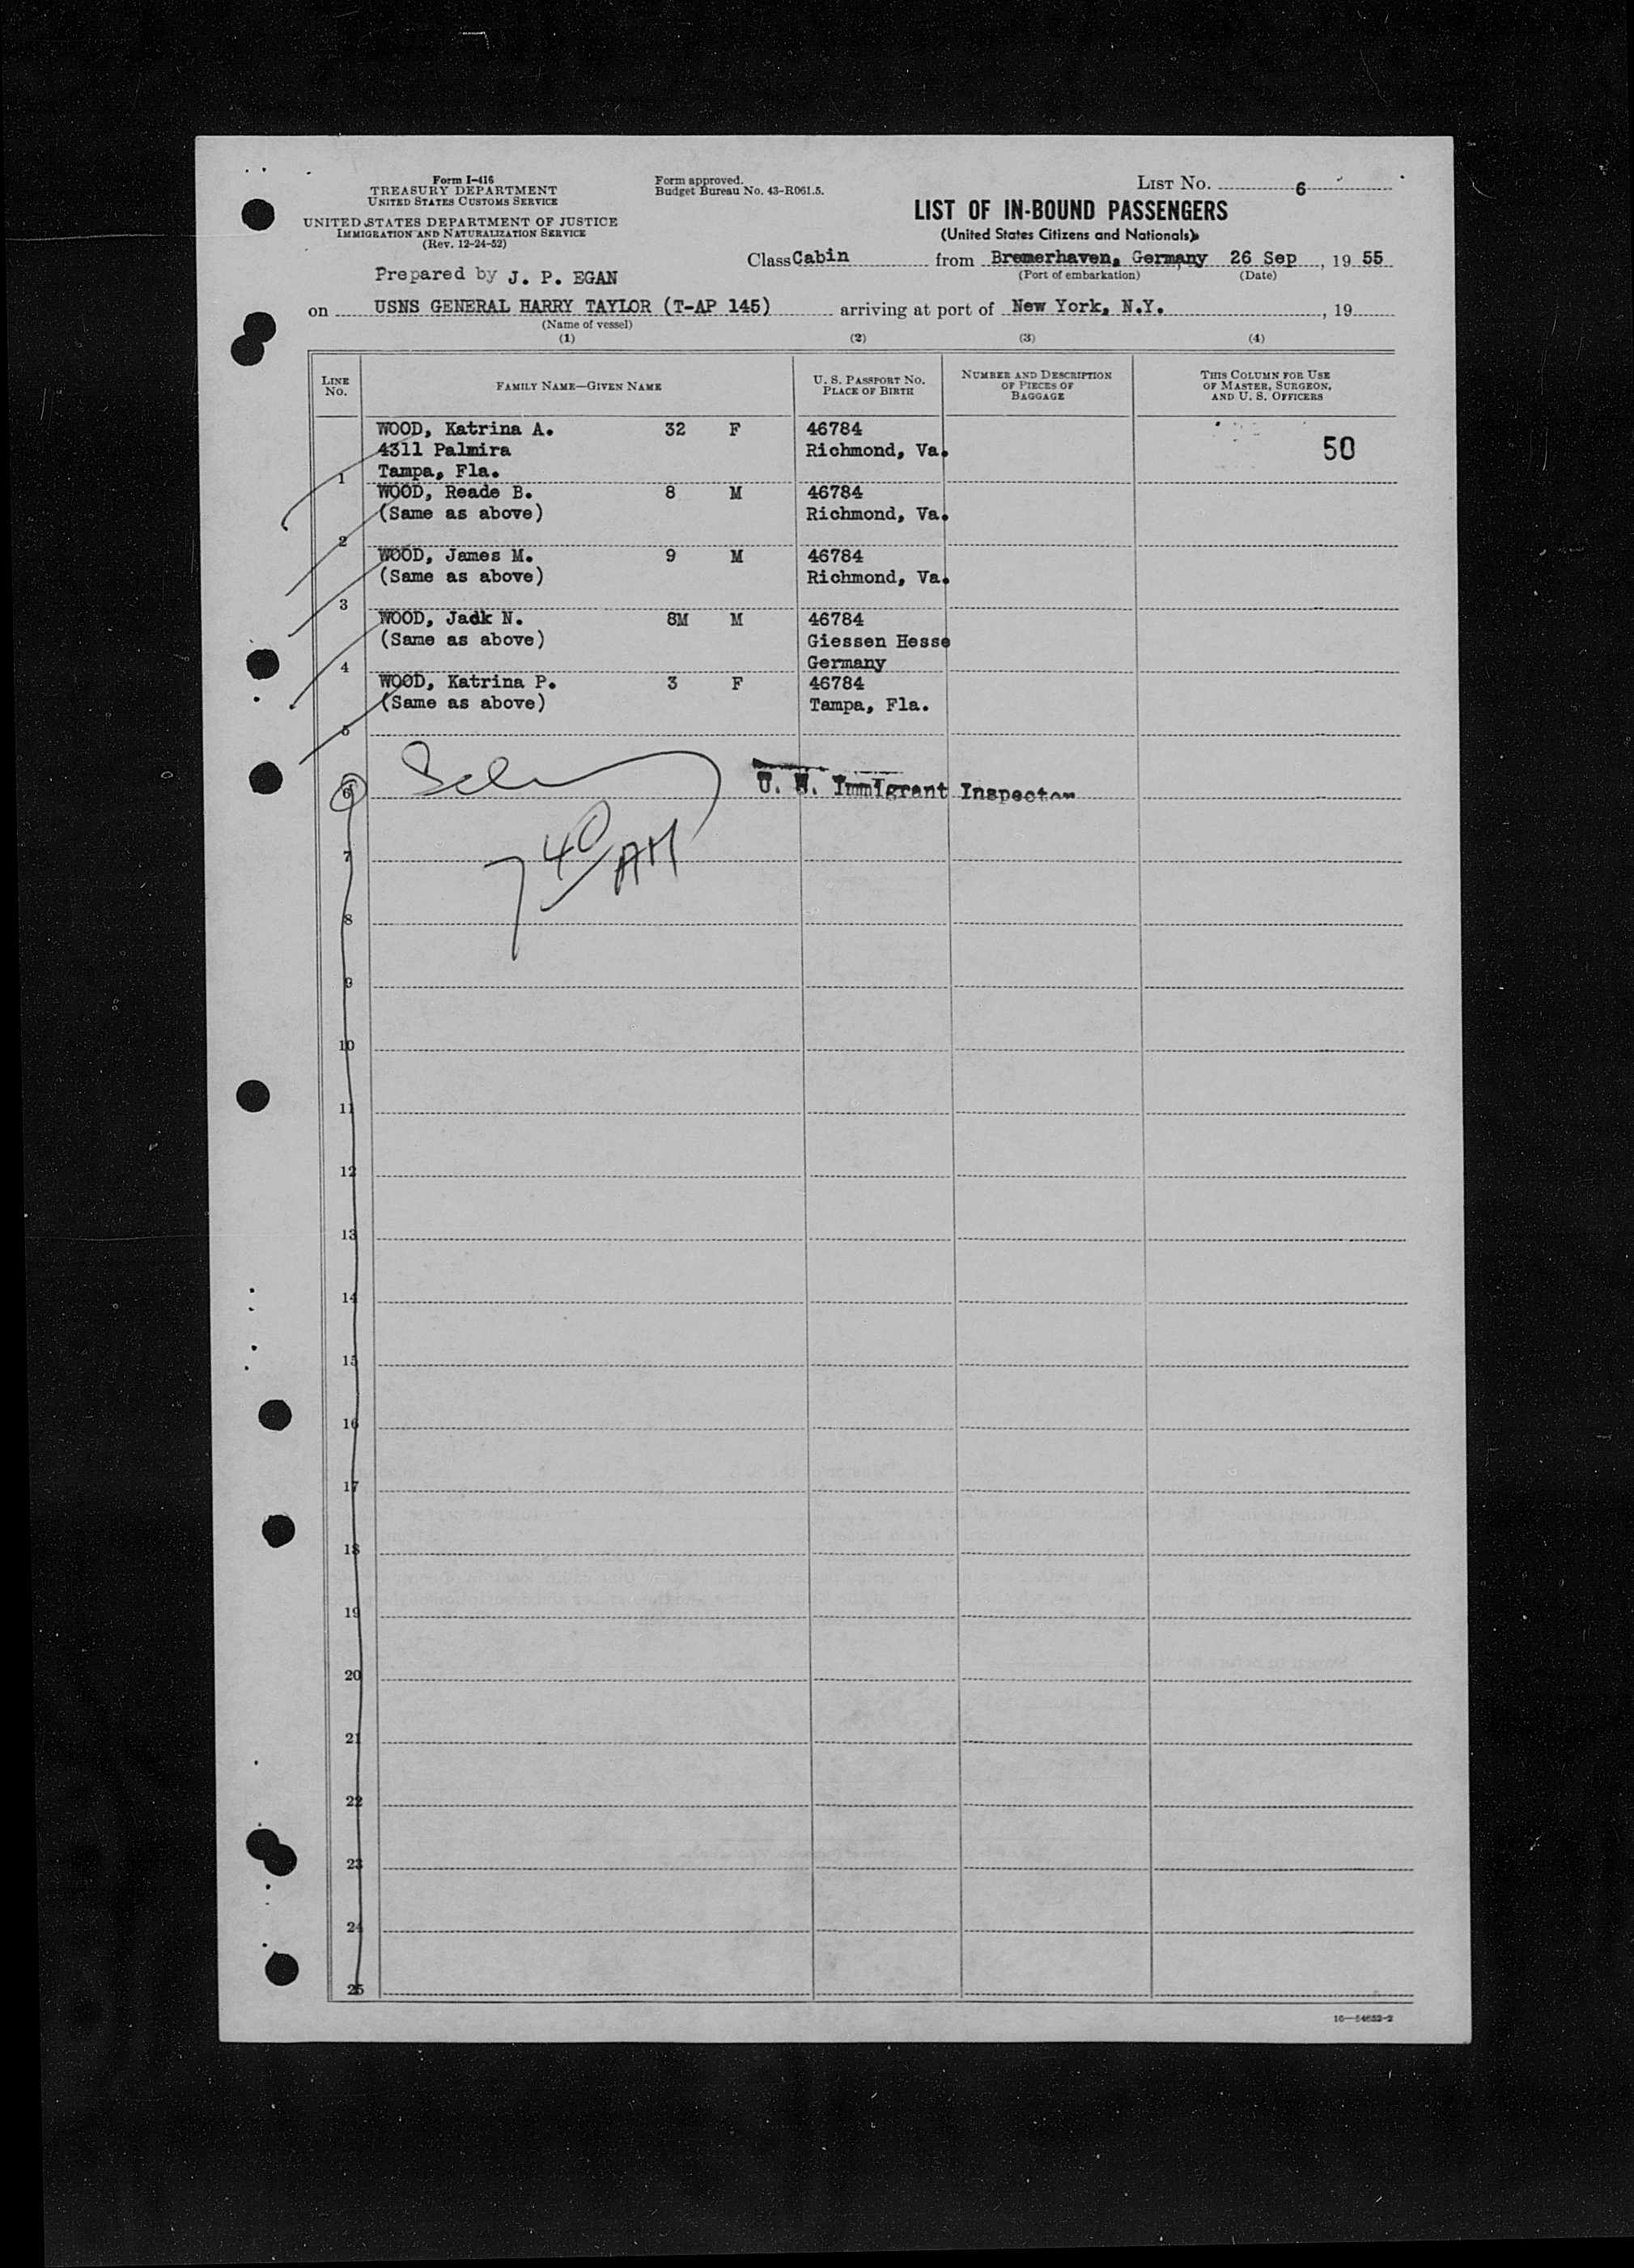 Form I-416
TREASURY DEPARTMENT
UNITED STATES CUSTOMS SERVICE
UNITED STATES DEPARTMENT OF JUSTICE
IMMIGRATION AND NATURALIZATION SERVICE
(Rev. 12-24-52)
Form approved.
Budget Bureau No. 43-R061.5.
LIST No. 6
LIST OF IN-BOUND PASSENGERS
(United States Citizens and Nationals)
Class Cabin from Bremerhaven, Germany 26 Sep, 19 55
(Port of embarkation) (Date)
Prepared by J. P. EGAN
on USNS GENERAL HARRY TAYLOR (T-AP 145) arriving at port of New York, N.Y., 19
(Name of vessel)
(1) (2) (3) (4)
LINE No. FAMILY NAME—GIVEN NAME U. S. PASSPORT NO. PLACE OF BIRTH NUMBER AND DESCRIPTION OF PIECES OF BAGGAGE THIS COLUMN FOR USE OF MASTER, SURGEON, AND U. S. OFFICERS
WOOD, Katrina A. 32 F 46784
4311 Palmira Richmond, Va. 50
1 Tampa, Fla.
WOOD, Reade B. 8 M 46784
(Same as above) Richmond, Va.
2
WOOD, James M. 9 M 46784
(Same as above) Richmond, Va.
3
WOOD, Jadk N. 8M M 46784
(Same as above) Giessen Hesse
4 Germany
WOOD, Katrina P. 3 F 46784
(Same as above) Tampa, Fla.
5
6 U. S. Immigrant Inspector
7 40 AM
7
8
9
10
11
12
13
14
15
16
17
18
19
20
21
22
23
24
25
16—54652-2